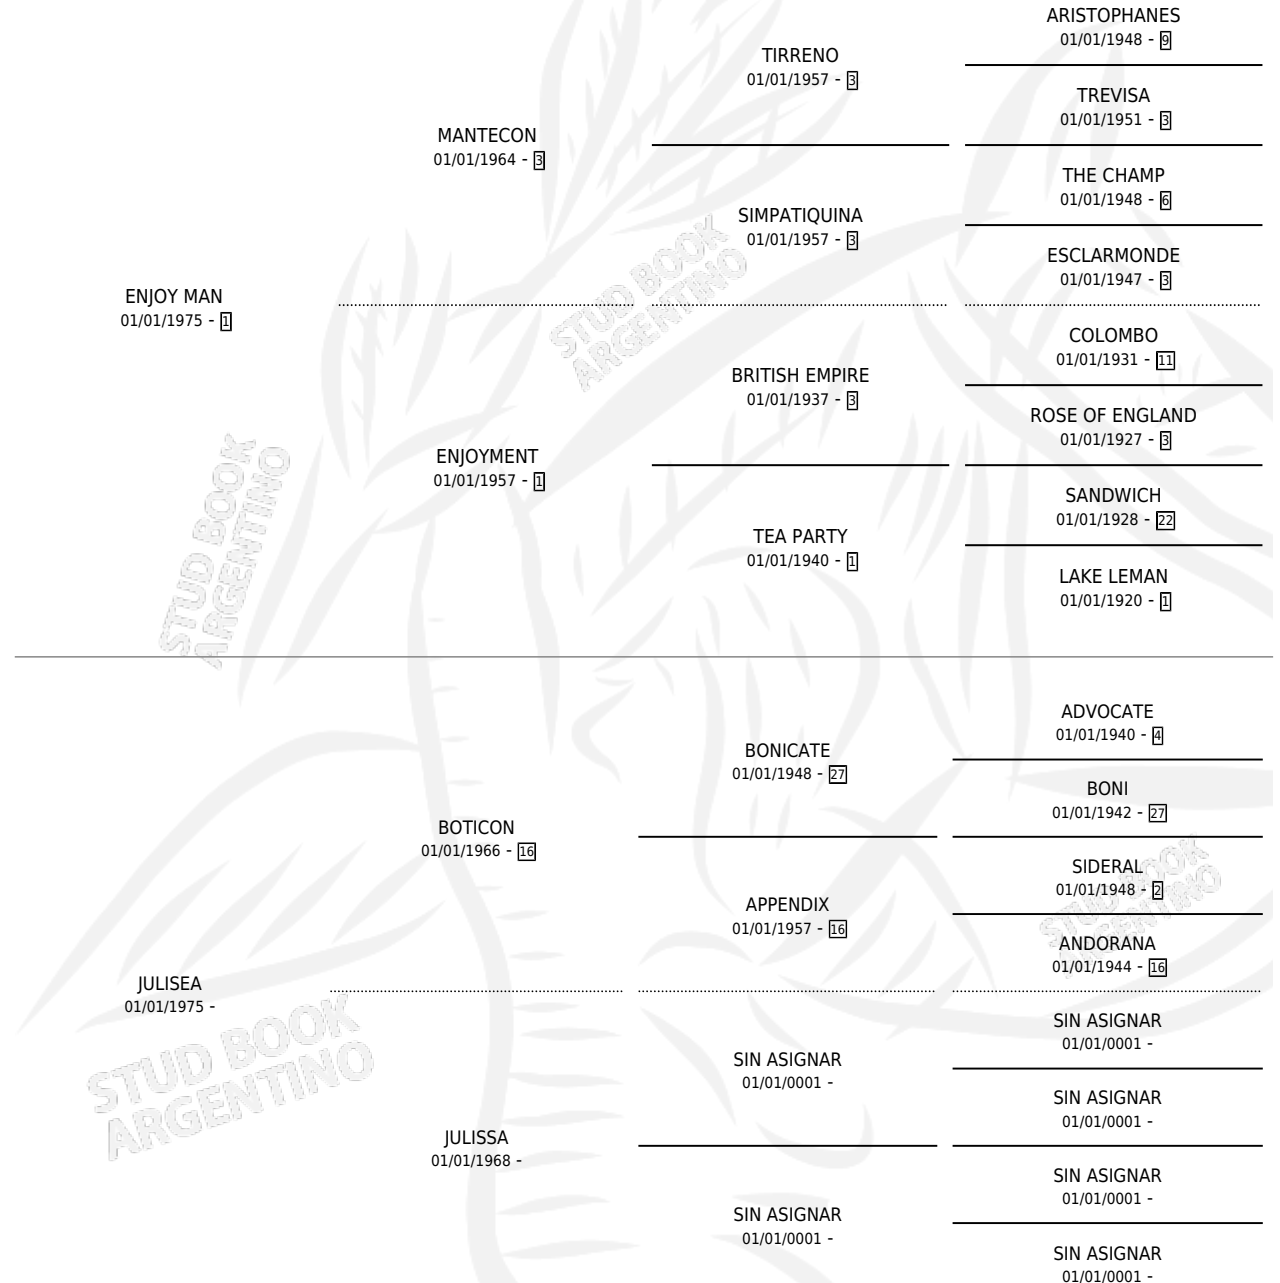 ARISTOPHANES
01/01/1948 - 9
TIRRENO
01/01/1957 - 3
TREVISA
01/01/1951 - 3
MANTECON
01/01/1964 - 3
THE CHAMP
01/01/1948 - 6
SIMPATIQUINA
01/01/1957 - 3
ESCLARMONDE
01/01/1947 - 3
ENJOY MAN
01/01/1975 - 1
COLOMBO
01/01/1931 - 11
BRITISH EMPIRE
01/01/1937 - 3
ROSE OF ENGLAND
01/01/1927 - 3
ENJOYMENT
01/01/1957 - 1
SANDWICH
01/01/1928 - 22
TEA PARTY
01/01/1940 - 1
LAKE LEMAN
01/01/1920 - 1
STUD BOOK
ARGENTINO
STUD BOOK
ARGENTINO
ADVOCATE
01/01/1940 - 4
BONICATE
01/01/1948 - 27
BONI
01/01/1942 - 27
BOTICON
01/01/1966 - 16
SIDERAL
01/01/1948 - 2
APPENDIX
01/01/1957 - 16
ANDORANA
01/01/1944 - 16
JULISEA
01/01/1975 -
SIN ASIGNAR
01/01/0001 -
SIN ASIGNAR
01/01/0001 -
SIN ASIGNAR
01/01/0001 -
JULISSA
01/01/1968 -
SIN ASIGNAR
01/01/0001 -
SIN ASIGNAR
01/01/0001 -
SIN ASIGNAR
01/01/0001 -
STUD BOOK
ARGENTINO
STUD BOOK
ARGENTINO